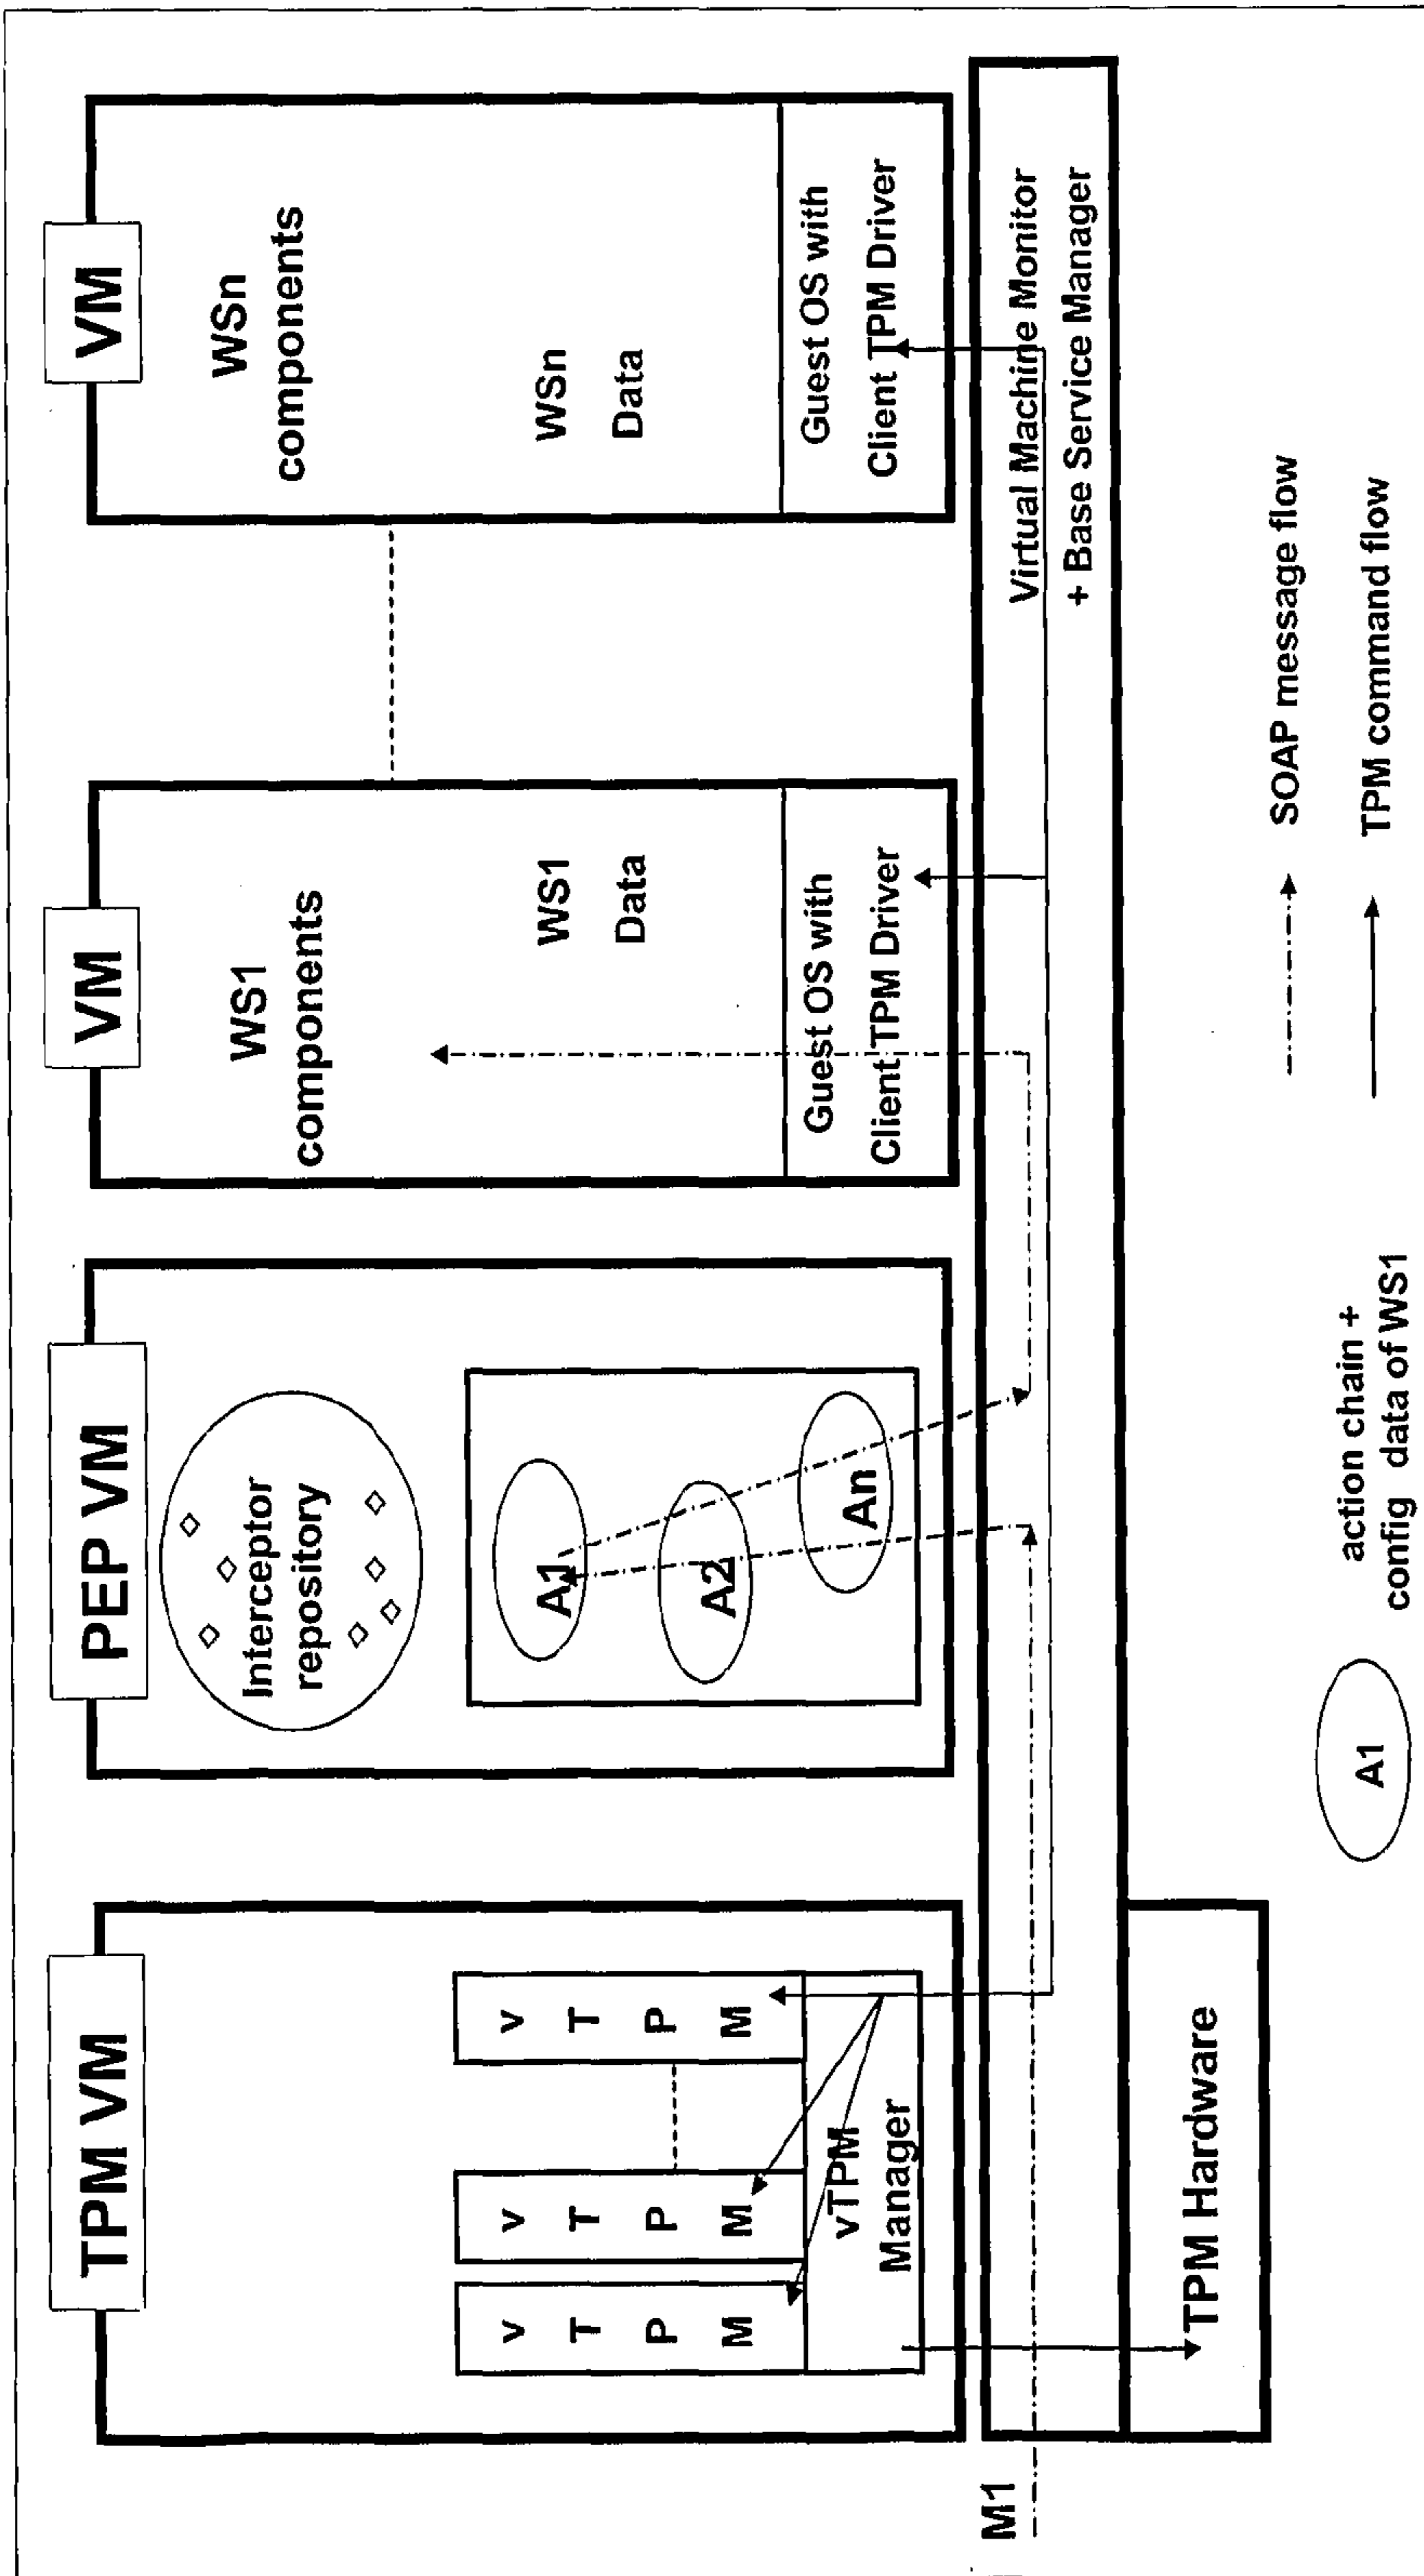 TPM VM
PEP VM
VM
VM
Interceptor
repository
WS1
components
WSn
components
WS1
Data
WSn
Data
A1
A2
An
v
T
P
M
v
T
P
M
v
T
P
M
vTPM
Manager
Guest OS with
Client TPM Driver
Guest OS with
Client TPM Driver
M1
Virtual Machine Monitor
+ Base Service Manager
TPM Hardware
SOAP message flow
TPM command flow
A1
action chain +
config data of WS1